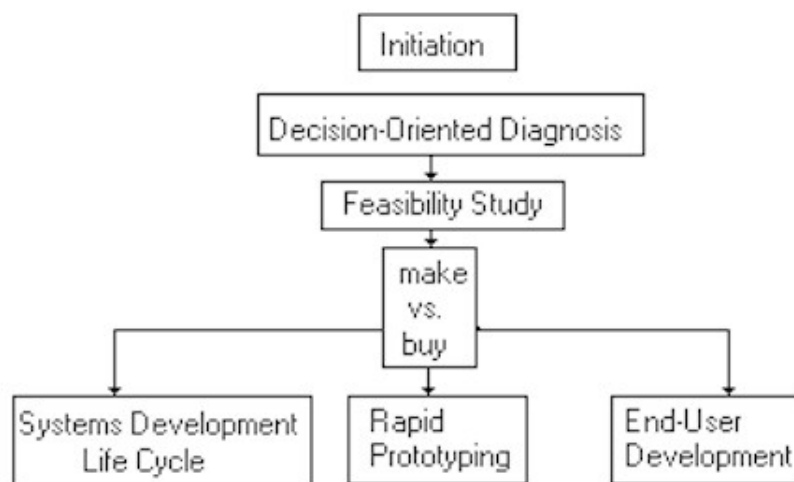 Initiation
Decision-Oriented Diagnosis
Feasibility Study
make
vs.
buy
Systems Development
Life Cycle
Rapid
Prototyping
End-User
Development